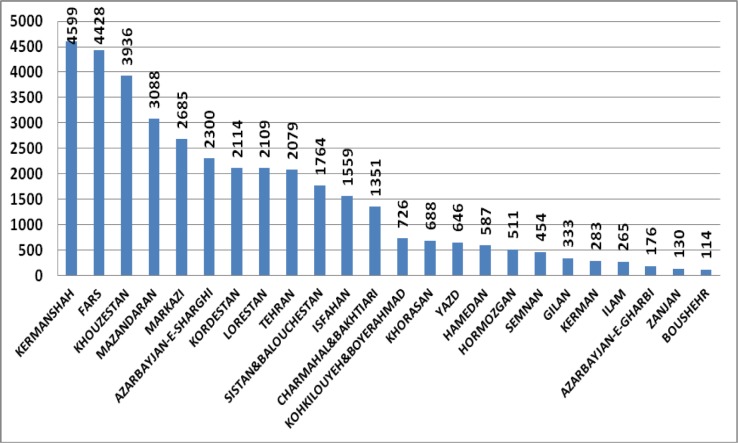 5000
4500
4000
3500
3000
2500
2000
1500
1000
500
0
4599
4428
3936
3088
2685
2300
2114
2109
2079
1764
1559
1351
726
688
646
587
511
454
333
283
265
176
130
114
KERMANSHAH
FARS
KHOUZESTAN
MAZANDARAN
MARKAZI
AZARBAYJAN-E-SHARGHI
KORDESTAN
LORESTAN
TEHRAN
SISTAN&BALOUCHESTAN
ISFAHAN
CHARMAHAL&BAKHTIARI
KOHKILOUYEH&BOYERAHMAD
KHORASAN
YAZD
HAMEDAN
HORMOZGAN
SEMNAN
GILAN
KERMAN
ILAM
AZARBAYJAN-E-GHARBI
ZANJAN
BOUSHEHR